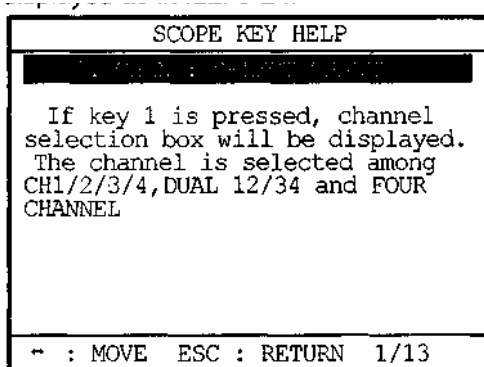 SCOPE KEY HELP
If key 1 is pressed, channel
selection box will be displayed.
The channel is selected among
CH1/2/3/4,DUAL 12/34 and FOUR
CHANNEL
↔ : MOVE ESC : RETURN 1/13